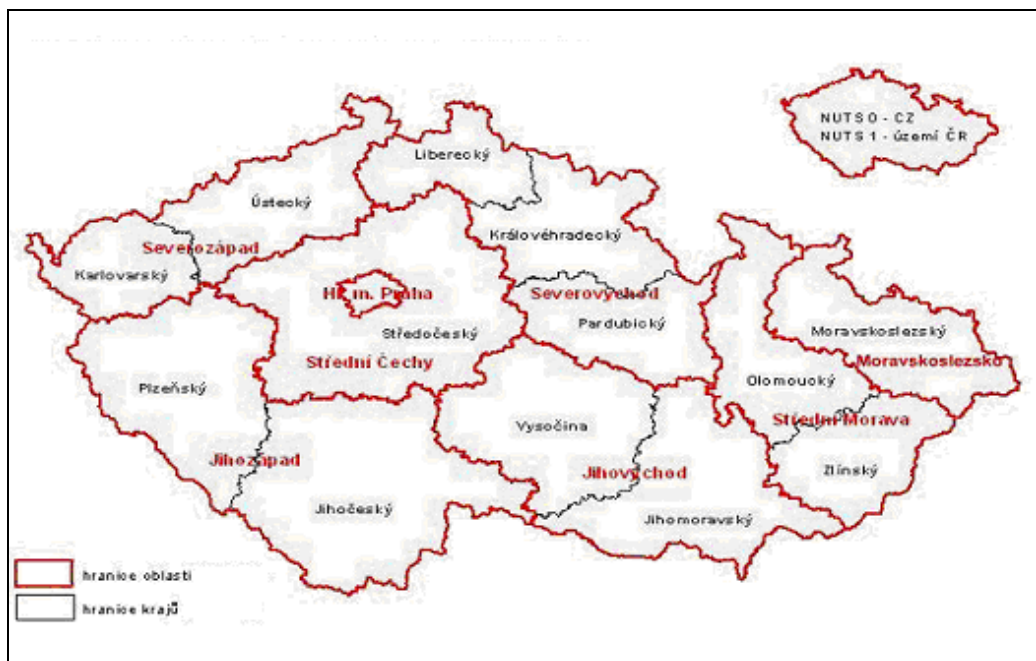 NUTS 0 - CZ
NUTS 1 - území ČR
Liberecký
Ústecký
Královéhradecký
Severozápad
Karlovarský
Hl. m. Praha
Severovýchod
Pardubický
Středočeský
Moravskoslezský
Střední Čechy
Moravskoslezsko
Plzeňský
Olomoucký
Střední Morava
Vysočina
Jihozápad
Jihovýchod
Zlínský
Jihočeský
Jihomoravský
hranice oblastí
hranice krajů